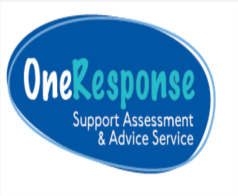 OneResponse
Support Assessment
& Advice Service